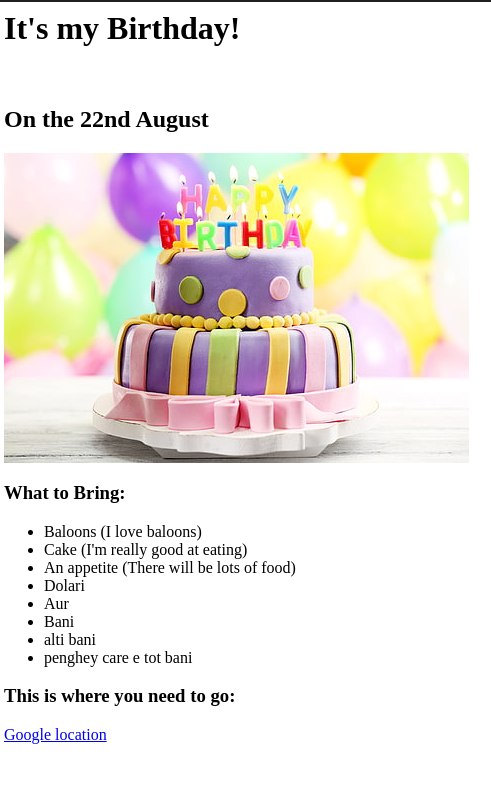 It's my Birthday!
On the 22nd August
HAPPY
BIRTHDAY
What to Bring:
Baloons (I love baloons)
Cake (I'm really good at eating)
An appetite (There will be lots of food)
Dolari
Aur
Bani
alti bani
penghey care e tot bani
This is where you need to go:
Google location